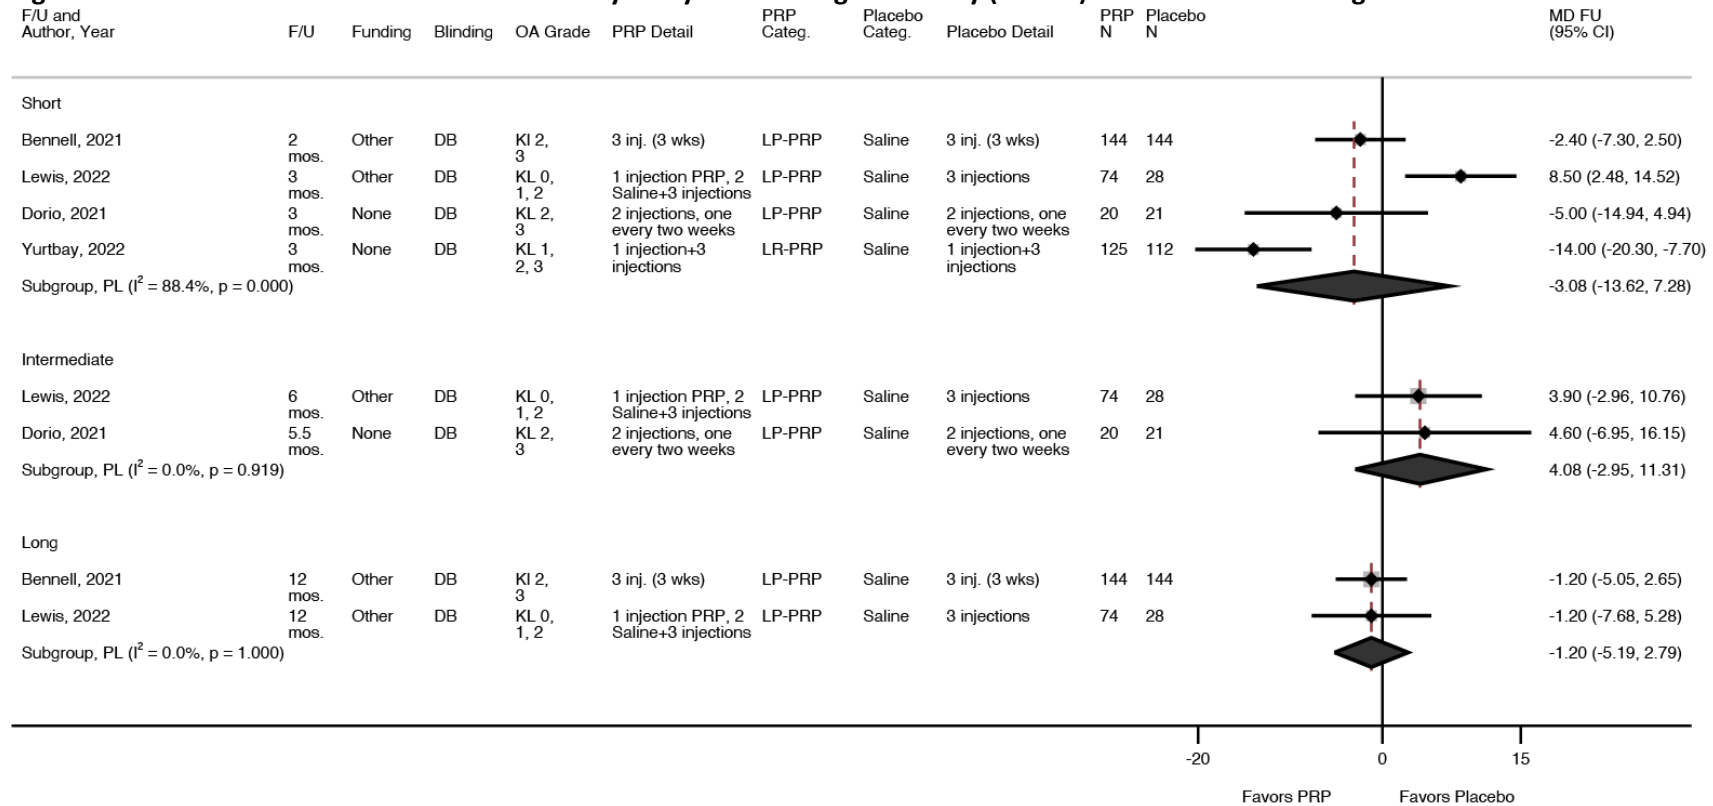 F/U and Author, Year F/U Funding Blinding OA Grade PRP Detail PRP Categ. Placebo Categ. Placebo Detail PRP N Placebo N MD FU (95% CI)
Short
Bennell, 2021 2 mos. Other DB Kl 2, 3 3 inj. (3 wks) LP-PRP Saline 3 inj. (3 wks) 144 144 -2.40 (-7.30, 2.50)
Lewis, 2022 3 mos. Other DB KL 0, 1, 2 1 injection PRP, 2 Saline+3 injections LP-PRP Saline 3 injections 74 28 8.50 (2.48, 14.52)
Dorio, 2021 3 mos. None DB KL 2, 3 2 injections, one every two weeks LP-PRP Saline 2 injections, one every two weeks 20 21 -5.00 (-14.94, 4.94)
Yurtbay, 2022 3 mos. None DB KL 1, 2, 3 1 injection+3 injections LR-PRP Saline 1 injection+3 injections 125 112 -14.00 (-20.30, -7.70)
Subgroup, PL (I² = 88.4%, p = 0.000) -3.08 (-13.62, 7.28)
Intermediate
Lewis, 2022 6 mos. Other DB KL 0, 1, 2 1 injection PRP, 2 Saline+3 injections LP-PRP Saline 3 injections 74 28 3.90 (-2.96, 10.76)
Dorio, 2021 5.5 mos. None DB KL 2, 3 2 injections, one every two weeks LP-PRP Saline 2 injections, one every two weeks 20 21 4.60 (-6.95, 16.15)
Subgroup, PL (I² = 0.0%, p = 0.919) 4.08 (-2.95, 11.31)
Long
Bennell, 2021 12 mos. Other DB Kl 2, 3 3 inj. (3 wks) LP-PRP Saline 3 inj. (3 wks) 144 144 -1.20 (-5.05, 2.65)
Lewis, 2022 12 mos. Other DB KL 0, 1, 2 1 injection PRP, 2 Saline+3 injections LP-PRP Saline 3 injections 74 28 -1.20 (-7.68, 5.28)
Subgroup, PL (I² = 0.0%, p = 1.000) -1.20 (-5.19, 2.79)
-20 0 15
Favors PRP Favors Placebo